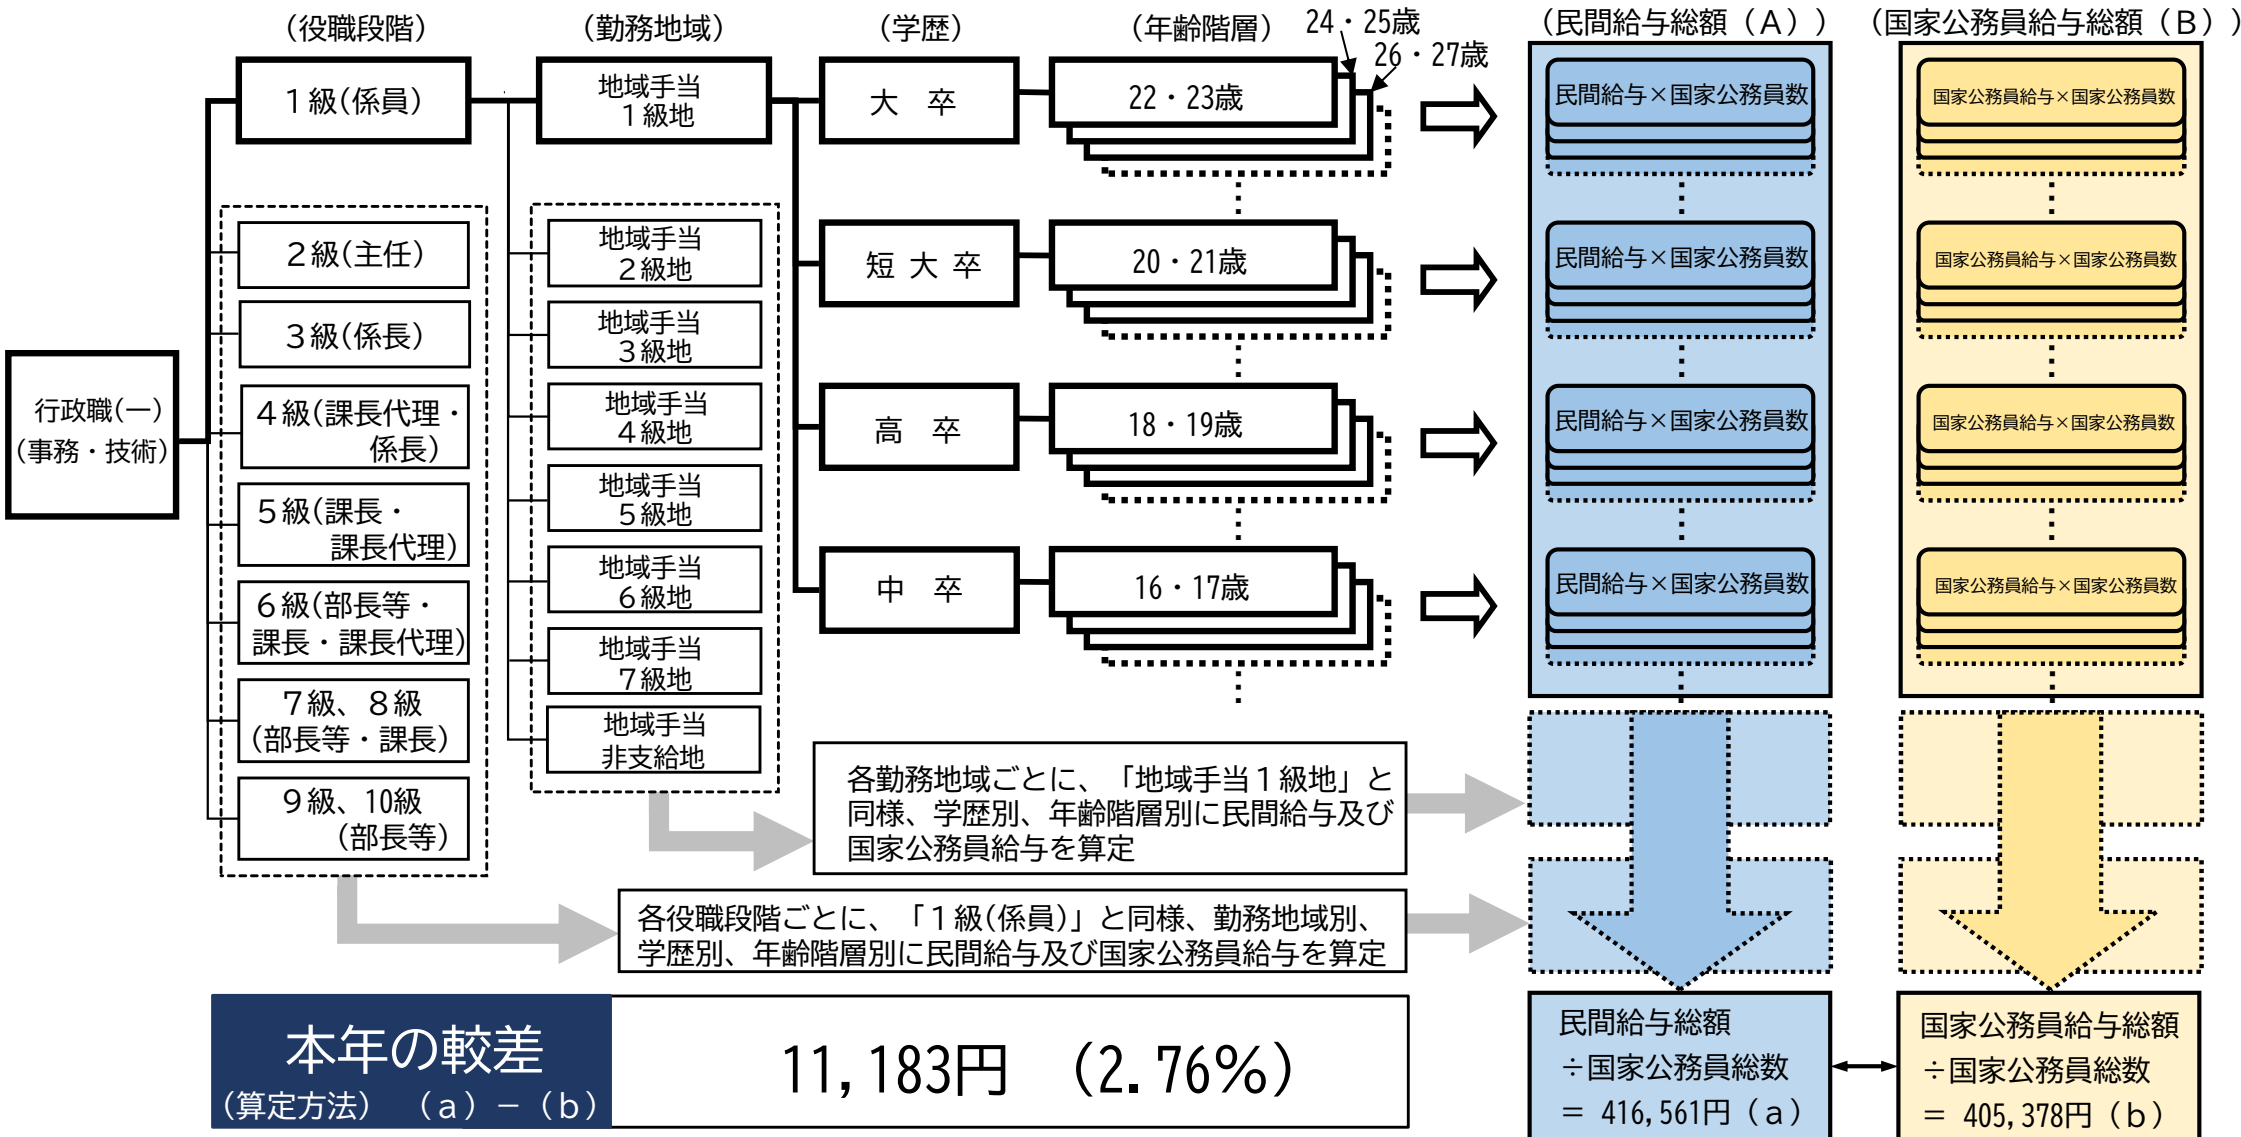 （役職段階）
（勤務地域）
（学歴）
（年齢階層）
24・25歳
26・27歳
（民間給与総額（Ａ））
（国家公務員給与総額（Ｂ））
行政職(一)
(事務・技術)
１級(係員)
２級(主任)
３級(係長)
４級(課長代理・
係長)
５級(課長・
課長代理)
６級(部長等・
課長・課長代理)
７級、８級
(部長等・課長)
９級、10級
(部長等)
地域手当
１級地
地域手当
２級地
地域手当
３級地
地域手当
４級地
地域手当
５級地
地域手当
６級地
地域手当
７級地
地域手当
非支給地
大　卒
短 大 卒
高　卒
中　卒
22・23歳
20・21歳
18・19歳
16・17歳
民間給与×国家公務員数
民間給与×国家公務員数
民間給与×国家公務員数
民間給与×国家公務員数
国家公務員給与×国家公務員数
国家公務員給与×国家公務員数
国家公務員給与×国家公務員数
国家公務員給与×国家公務員数
各勤務地域ごとに、「地域手当１級地」と
同様、学歴別、年齢階層別に民間給与及び
国家公務員給与を算定
各役職段階ごとに、「１級(係員)」と同様、勤務地域別、
学歴別、年齢階層別に民間給与及び国家公務員給与を算定
本年の較差
（算定方法）　（ａ）－（ｂ）
11,183円　（2.76％）
民間給与総額
÷国家公務員総数
＝ 416,561円（ａ）
国家公務員給与総額
÷国家公務員総数
＝ 405,378円（ｂ）